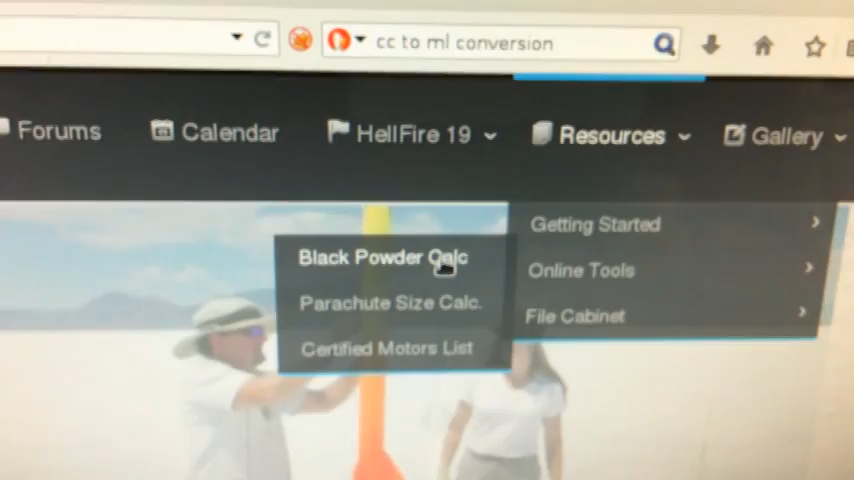 cc to ml conversion
Forums
Calendar
HellFire 19
Resources
Gallery
Getting Started
Black Powder Calc
Online Tools
Parachute Size Calc.
File Cabinet
Certified Motors List